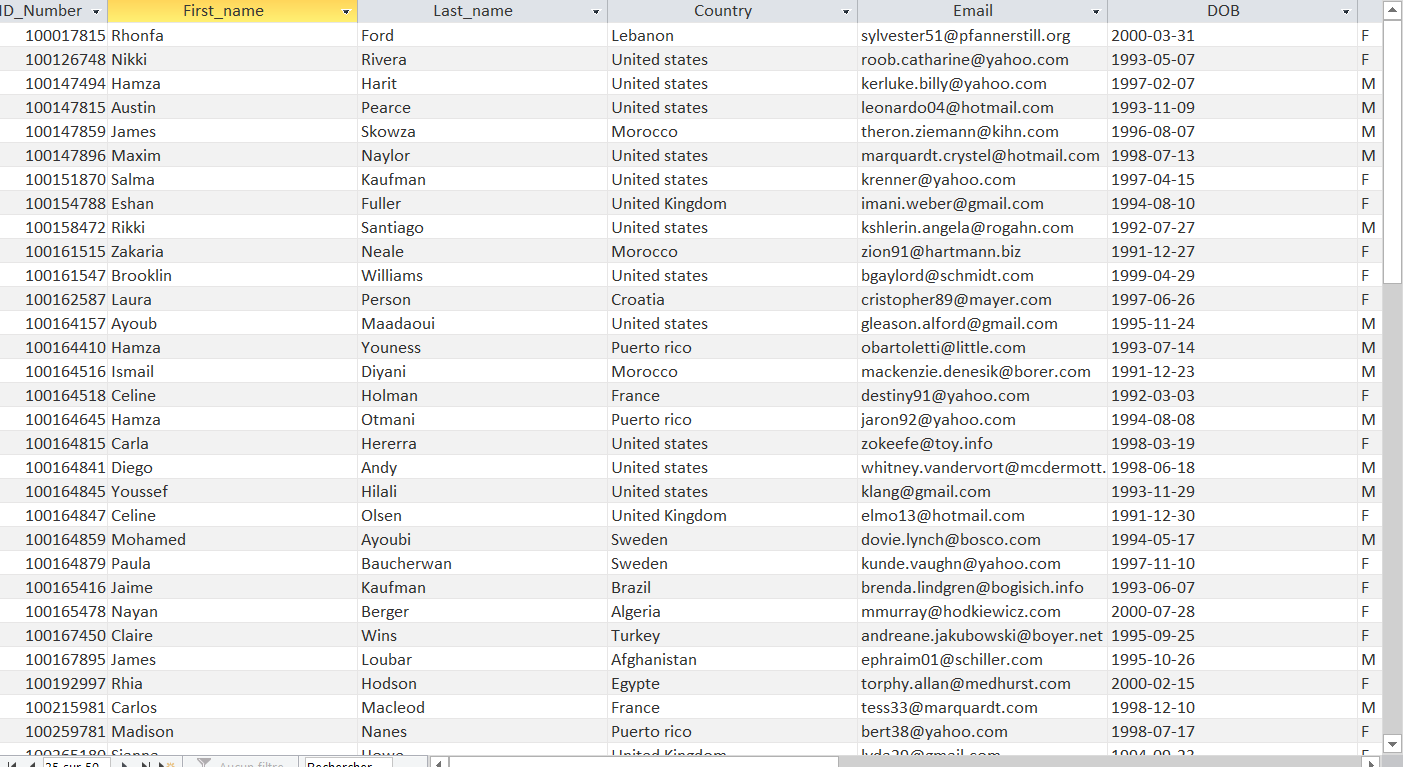 ID_Number First_name Last_name Country Email DOB
100017815 Rhonfa Ford Lebanon sylvester51@pfannerstill.org 2000-03-31 F
100126748 Nikki Rivera United states roob.catharine@yahoo.com 1993-05-07 F
100147494 Hamza Harit United states kerluke.billy@yahoo.com 1997-02-07 M
100147815 Austin Pearce United states leonardo04@hotmail.com 1993-11-09 M
100147859 James Skowza Morocco theron.ziemann@kihn.com 1996-08-07 M
100147896 Maxim Naylor United states marquardt.crystel@hotmail.com 1998-07-13 M
100151870 Salma Kaufman United states krenner@yahoo.com 1997-04-15 F
100154788 Eshan Fuller United Kingdom imani.weber@gmail.com 1994-08-10 F
100158472 Rikki Santiago United states kshlerin.angela@rogahn.com 1992-07-27 M
100161515 Zakaria Neale Morocco zion91@hartmann.biz 1991-12-27 F
100161547 Brooklin Williams United states bgaylord@schmidt.com 1999-04-29 F
100162587 Laura Person Croatia cristopher89@mayer.com 1997-06-26 F
100164157 Ayoub Maadaoui United states gleason.alford@gmail.com 1995-11-24 M
100164410 Hamza Youness Puerto rico obartoletti@little.com 1993-07-14 M
100164516 Ismail Diyani Morocco mackenzie.denesik@borer.com 1991-12-23 M
100164518 Celine Holman France destiny91@yahoo.com 1992-03-03 F
100164645 Hamza Otmani Puerto rico jaron92@yahoo.com 1994-08-08 M
100164815 Carla Hererra United states zokeefe@toy.info 1998-03-19 F
100164841 Diego Andy United states whitney.vandervort@mcdermott. 1998-06-18 M
100164845 Youssef Hilali United states klang@gmail.com 1993-11-29 M
100164847 Celine Olsen United Kingdom elmo13@hotmail.com 1991-12-30 F
100164859 Mohamed Ayoubi Sweden dovie.lynch@bosco.com 1994-05-17 M
100164879 Paula Baucherwan Sweden kunde.vaughn@yahoo.com 1997-11-10 F
100165416 Jaime Kaufman Brazil brenda.lindgren@bogisich.info 1993-06-07 F
100165478 Nayan Berger Algeria mmurray@hodkiewicz.com 2000-07-28 F
100167450 Claire Wins Turkey andreane.jakubowski@boyer.net 1995-09-25 F
100167895 James Loubar Afghanistan ephraim01@schiller.com 1995-10-26 M
100192997 Rhia Hodson Egypte torphy.allan@medhurst.com 2000-02-15 F
100215981 Carlos Macleod France tess33@marquardt.com 1998-12-10 M
100259781 Madison Nanes Puerto rico bert38@yahoo.com 1998-07-17 F
United Kingdom
25 sur 50 Aucun filtre Rechercher